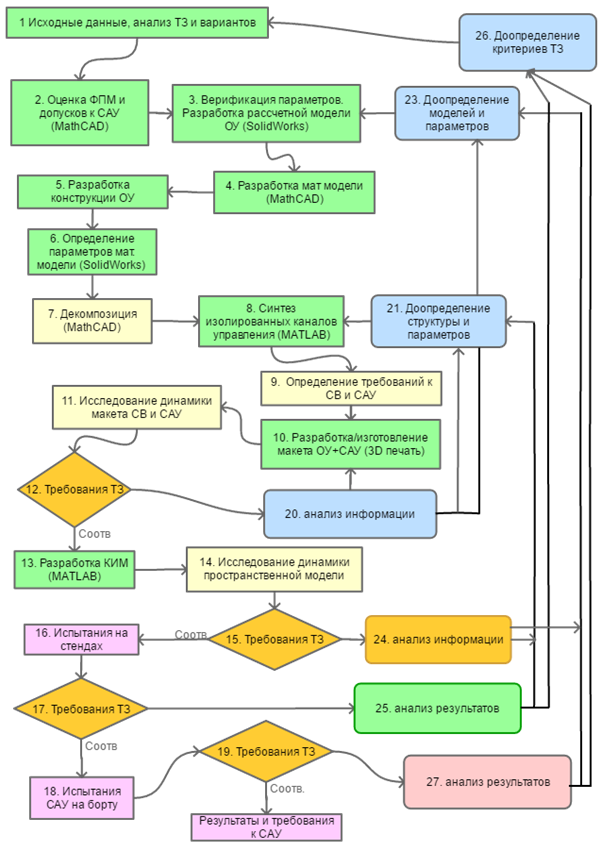 1 Исходные данные, анализ ТЗ и вариантов
26. Доопределение
критериев ТЗ
2. Оценка ФПМ и
допусков к САУ
(MathCAD)
3. Верификация параметров.
Разработка рассчетной модели
ОУ (SolidWorks)
23. Доопределение
моделей и
параметров
5. Разработка
конструкции ОУ
4. Разработка мат модели
(MathCAD)
6. Определение
параметров мат.
модели (SolidWorks)
7. Декомпозиция
(MathCAD)
8. Синтез
изолированных каналов
управления (MATLAB)
21. Доопределение
структуры и
параметров
9. Определение требований к
СВ и САУ
11. Исследование динамики
макета СВ и САУ
10. Разработка/изготовление
макета ОУ+САУ (3D печать)
12. Требования ТЗ
20. анализ информации
Соотв
13. Разработка КИМ
(MATLAB)
14. Исследование динамики
пространственной модели
16. Испытания на
стендах
Соотв.
15. Требования ТЗ
24. анализ информации
17. Требования ТЗ
25. анализ результатов
Соотв
19. Требования ТЗ
18. Испытания
САУ на борту
27. анализ результатов
Соотв.
Результаты и требования
к САУ